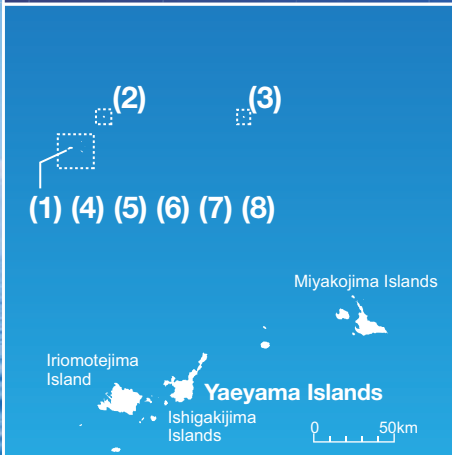 (2)
(3)
(1) (4) (5) (6) (7) (8)
Miyakojima Islands
Iriomotejima
Island
Yaeyama Islands
Ishigakijima
Islands
0 50km